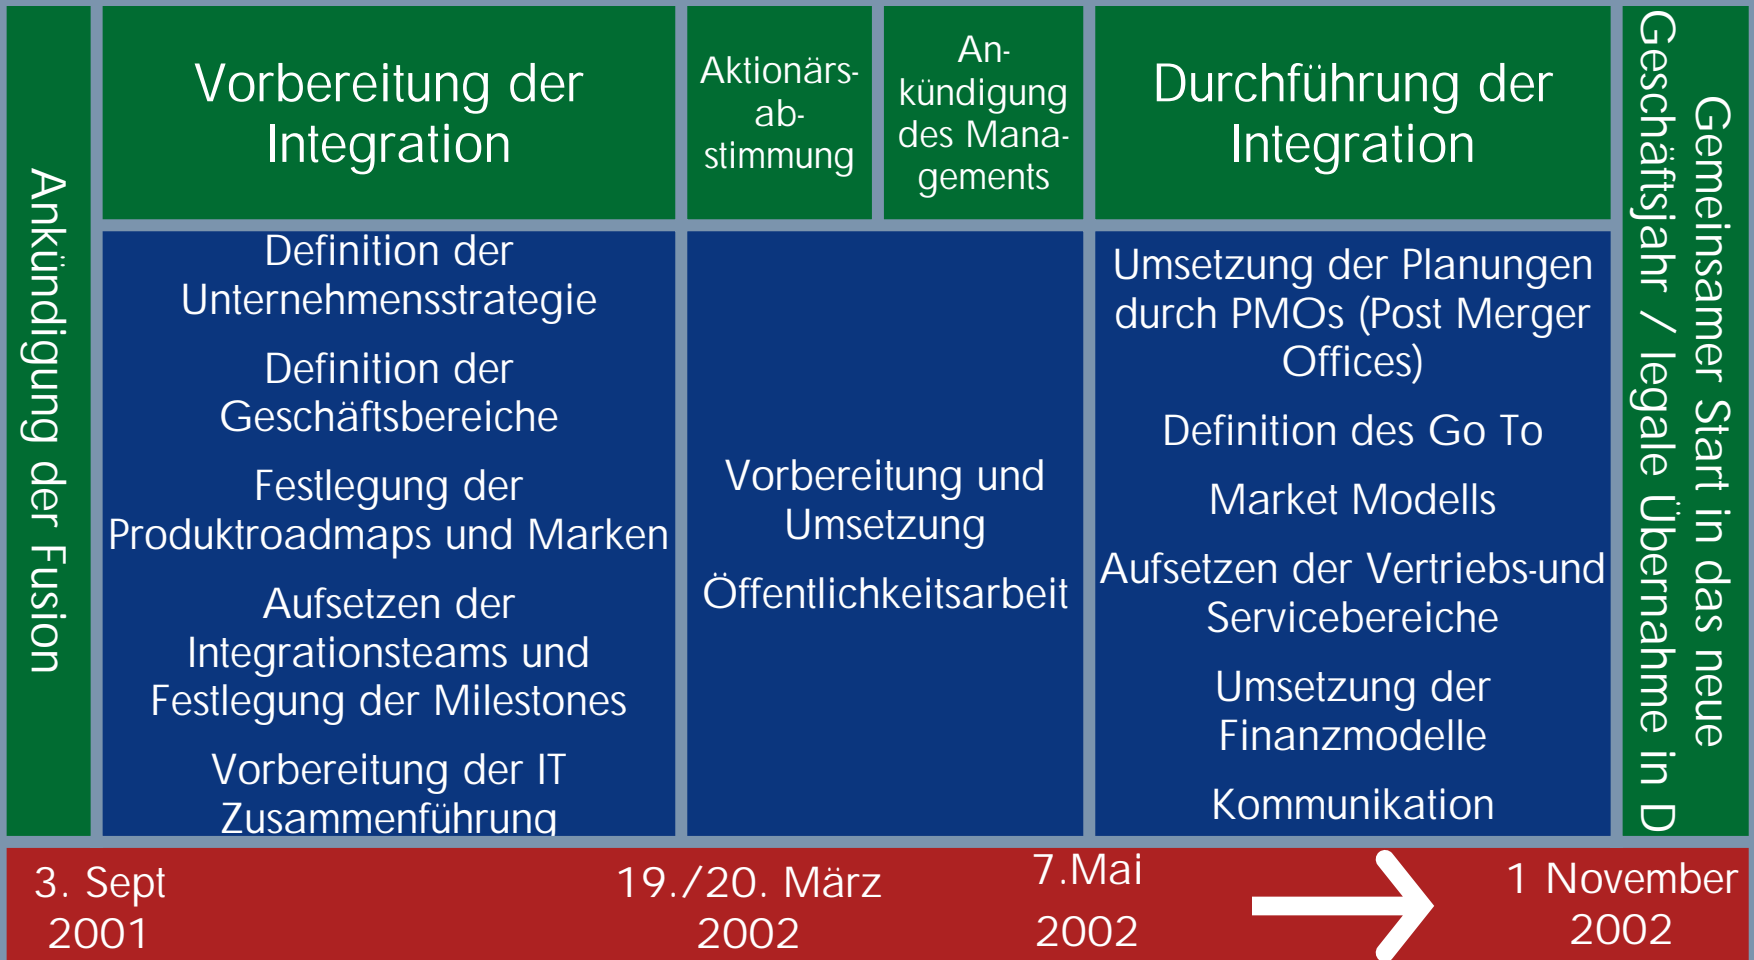 Ankündigung der Fusion
Vorbereitung der
Integration
Aktionärs-
ab-
stimmung
An-
kündigung
des Mana-
gements
Durchführung der
Integration
Gemeinsamer Start in das neue
Geschäftsjahr / legale Übernahme in D
Definition der
Unternehmensstrategie
Definition der
Geschäftsbereiche
Festlegung der
Produktroadmaps und Marken
Aufsetzen der
Integrationsteams und
Festlegung der Milestones
Vorbereitung der IT
Zusammenführung
Vorbereitung und
Umsetzung
Öffentlichkeitsarbeit
Umsetzung der Planungen
durch PMOs (Post Merger
Offices)
Definition des Go To
Market Modells
Aufsetzen der Vertriebs-und
Servicebereiche
Umsetzung der
Finanzmodelle
Kommunikation
3. Sept
2001
19./20. März
2002
7.Mai
2002
1 November
2002